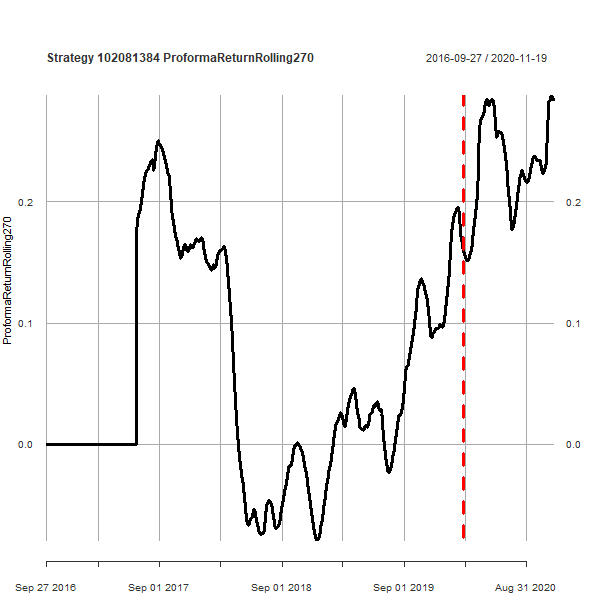 Strategy 102081384 ProformaReturnRolling270
2016-09-27 / 2020-11-19
ProformaReturnRolling270
0.2
0.2
0.1
0.1
0.0
0.0
Sep 27 2016
Sep 01 2017
Sep 01 2018
Sep 01 2019
Aug 31 2020